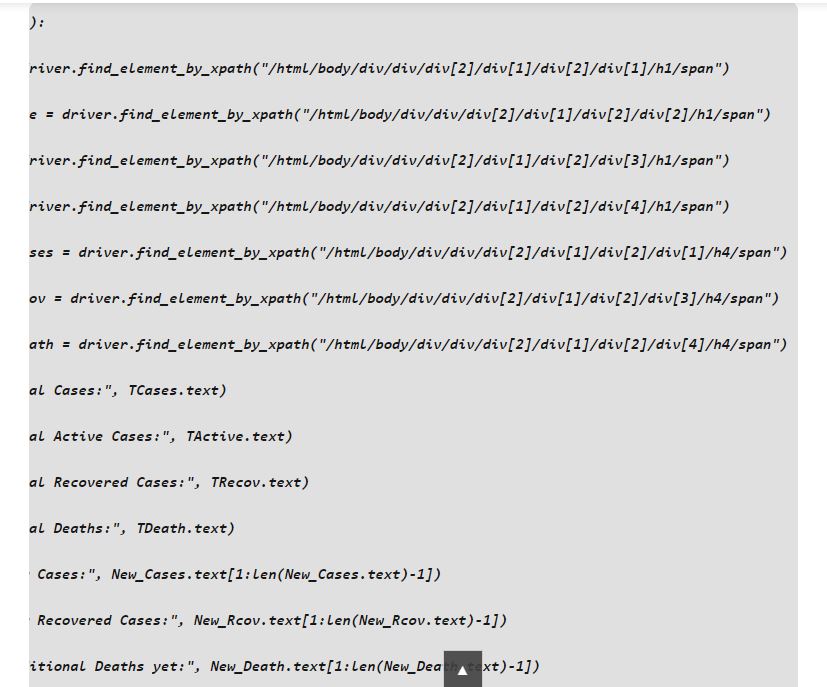 ):
river.find_element_by_xpath("/html/body/div/div/div[2]/div[1]/div[2]/div[1]/h1/span")
e = driver.find_element_by_xpath("/html/body/div/div/div[2]/div[1]/div[2]/div[2]/h1/span")
river.find_element_by_xpath("/html/body/div/div/div[2]/div[1]/div[2]/div[3]/h1/span")
river.find_element_by_xpath("/html/body/div/div/div[2]/div[1]/div[2]/div[4]/h1/span")
ses = driver.find_element_by_xpath("/html/body/div/div/div[2]/div[1]/div[2]/div[1]/h4/span")
ov = driver.find_element_by_xpath("/html/body/div/div/div[2]/div[1]/div[2]/div[3]/h4/span")
ath = driver.find_element_by_xpath("/html/body/div/div/div[2]/div[1]/div[2]/div[4]/h4/span")
al Cases:", TCases.text)
al Active Cases:", TActive.text)
al Recovered Cases:", TRecov.text)
al Deaths:", TDeath.text)
Cases:", New_Cases.text[1:len(New_Cases.text)-1])
Recovered Cases:", New_Rcov.text[1:len(New_Rcov.text)-1])
itional Deaths yet:", New_Death.text[1:len(New_Death.text)-1])